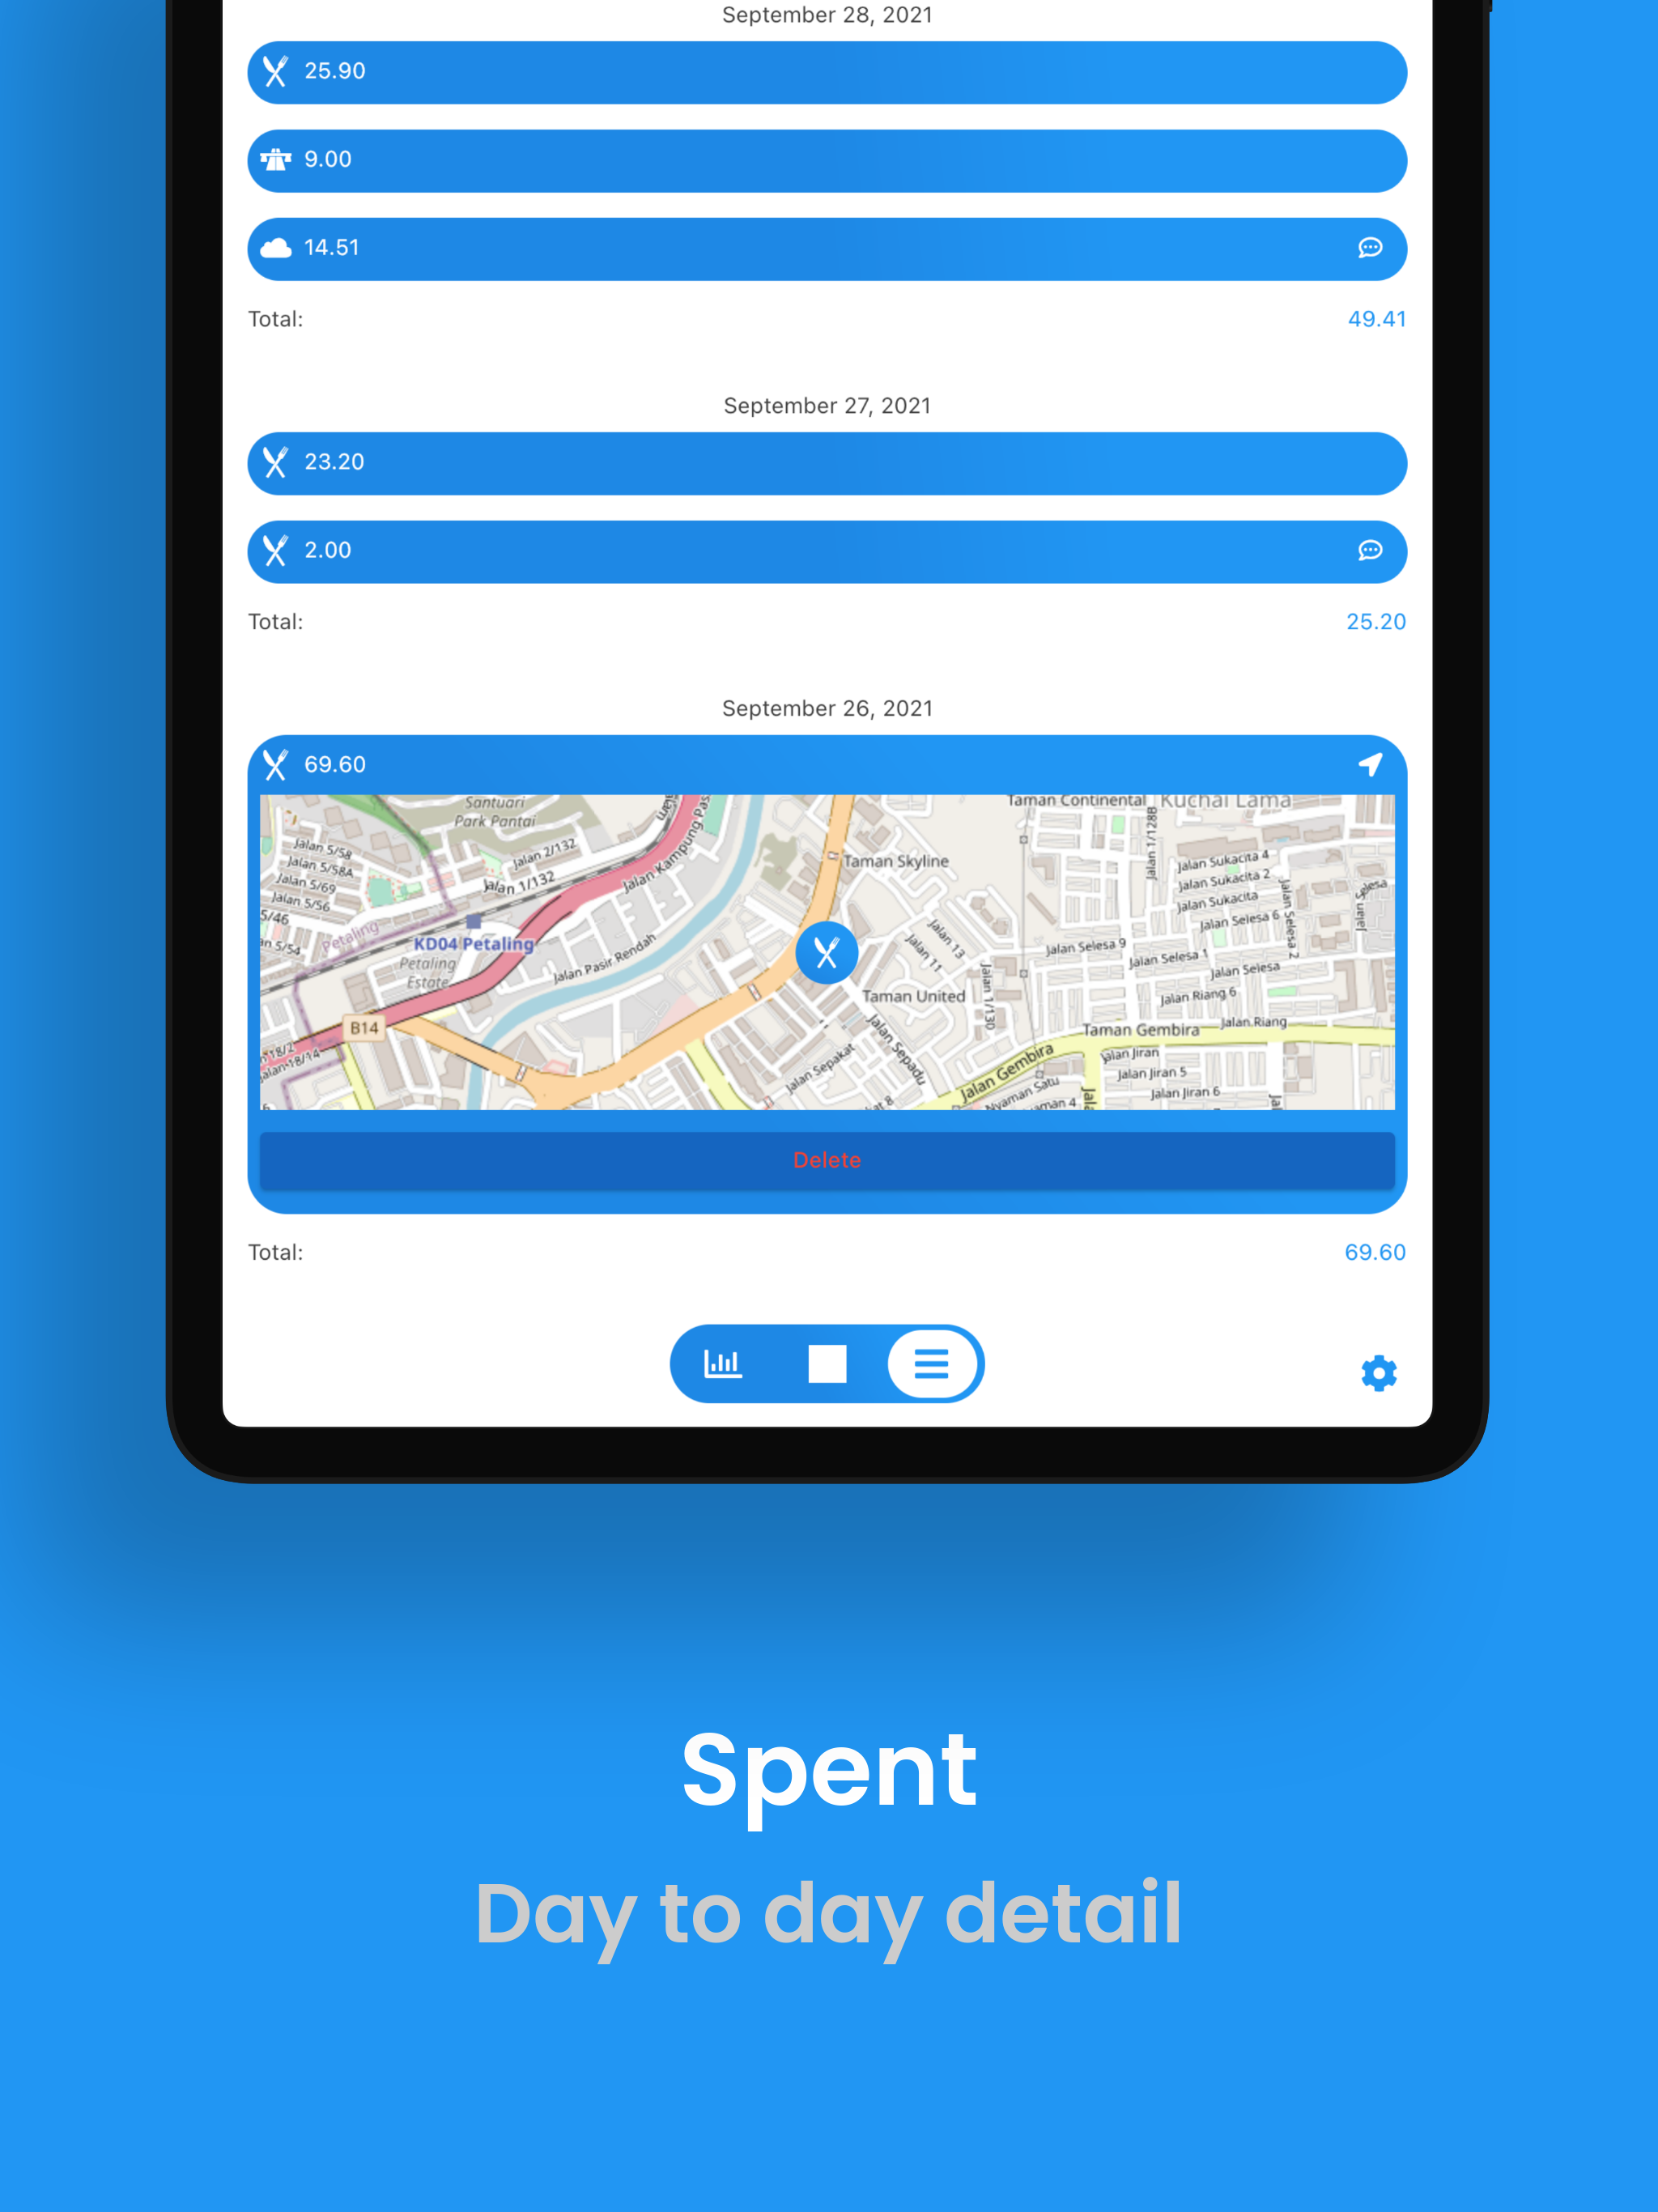 September 28, 2021
25.90
9.00
14.51
Total: 49.41
September 27, 2021
23.20
2.00
Total: 25.20
September 26, 2021
69.60
Santuari
Park Pantai
Taman Continental
Kuchai Lama
Jalan 5/58
Jalan 5/58A
Jalan 5/69
Jalan 5/56
5/46
Jalan 2/132
Jalan 1/132
Jalan Kampung Pas
Taman Skyline
Jalan 1/128B
Jalan Sukacita 4
Jalan Sukacita 2
Jalan Sukacita
Jalan Selesa 6
Jalan Selesa 2
Petaling
KD04 Petaling
Petaling
Estate
Jalan Pasir Rendah
Jalan 13
Jalan 11
Jalan Selesa 9
Jalan Selesa 1
Jalan Selesa
Jalan Riang 6
Taman United
Jalan 1/130
B14
Taman Gembira
Jalan Riang
Jalan Sepakat
Jalan Sepadu
Jalan Gembira
Jalan Jiran
Jalan Jiran 5
Jalan Jiran 6
Nyaman Satu
aman 4
Delete
Total: 69.60
Spent
Day to day detail